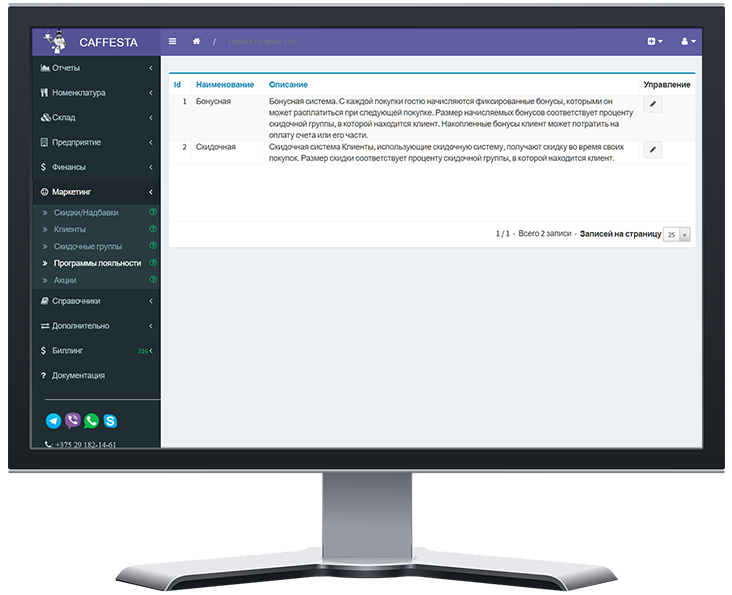 CAFFESTA
/ Loyalty Program List
Отчеты
Номенклатура
Склад
Предприятие
$ Финансы
Маркетинг
» Скидки/Надбавки
» Клиенты
» Скидочные группы
» Программы лояльности
» Акции
Справочники
Дополнительно
$ Биллинг 316
? Документация
+375 29 182-14-61
Id Наименование Описание Управление
1 Бонусная Бонусная система. С каждой покупки гостю начисляются фиксированные бонусы, которыми он
может расплатиться при следующей покупке. Размер начисляемых бонусов соответствует проценту
скидочной группы, в которой находится клиент. Накопленные бонусы клиент может потратить на
оплату счета или его части.
2 Скидочная Скидочная система Клиенты, использующие скидочную систему, получают скидку во время своих
покупок. Размер скидки соответствует проценту скидочной группы, в которой находится клиент.
1 / 1 - Всего 2 записи - Записей на страницу 25